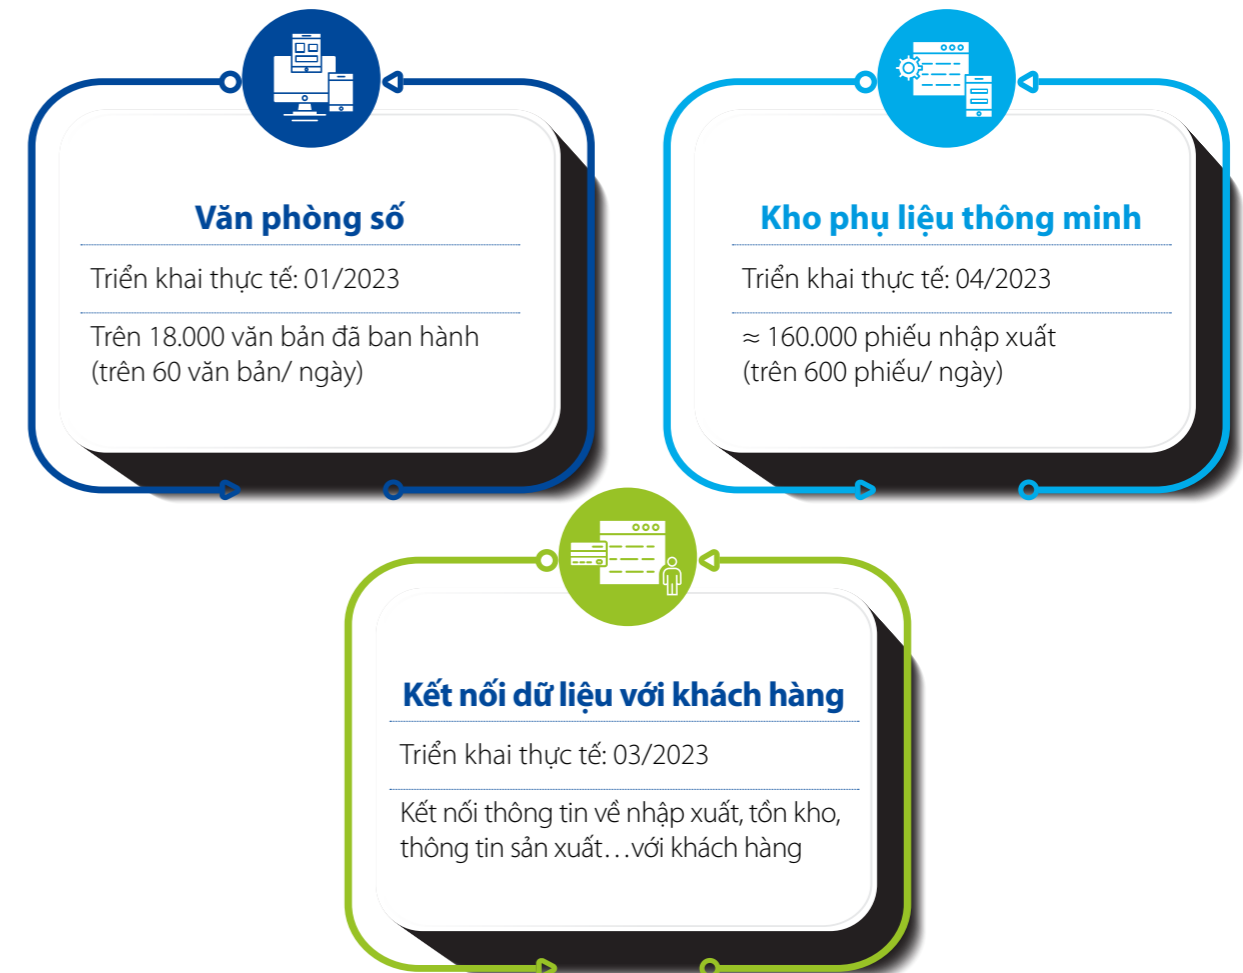 Văn phòng số
Triển khai thực tế: 01/2023
Trên 18.000 văn bản đã ban hành
(trên 60 văn bản/ ngày)
Kho phụ liệu thông minh
Triển khai thực tế: 04/2023
≈ 160.000 phiếu nhập xuất
(trên 600 phiếu/ ngày)
Kết nối dữ liệu với khách hàng
Triển khai thực tế: 03/2023
Kết nối thông tin về nhập xuất, tồn kho,
thông tin sản xuất…với khách hàng